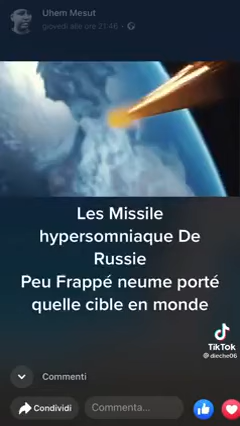 Uhem Mesut
giovedì alle ore 21:46
Les Missile
hypersomniaque De
Russie
Peu Frappé neume porté
quelle cible en monde
TikTok
@dieche06
Commenti
Condividi
Commenta...